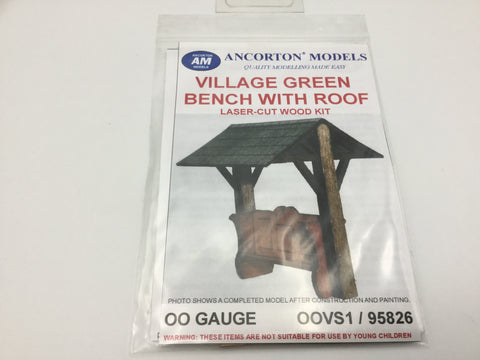 ANCORTON MODELS
AM
ANCORTON® MODELS
QUALITY MODELLING MADE EASY
VILLAGE GREEN
BENCH WITH ROOF
LASER-CUT WOOD KIT
PHOTO SHOWS A COMPLETED MODEL AFTER CONSTRUCTION AND PAINTING.
OO GAUGE OOVS1 / 95826
WARNING: THESE ITEMS ARE NOT SUITABLE FOR USE BY YOUNG CHILDREN